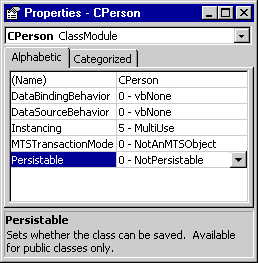 Properties - CPerson
CPerson ClassModule
Alphabetic Categorized
(Name) CPerson
DataBindingBehavior 0 - vbNone
DataSourceBehavior 0 - vbNone
Instancing 5 - MultiUse
MTSTransactionMode 0 - NotAnMTSObject
Persistable 0 - NotPersistable
Persistable
Sets whether the class can be saved. Available
for public classes only.